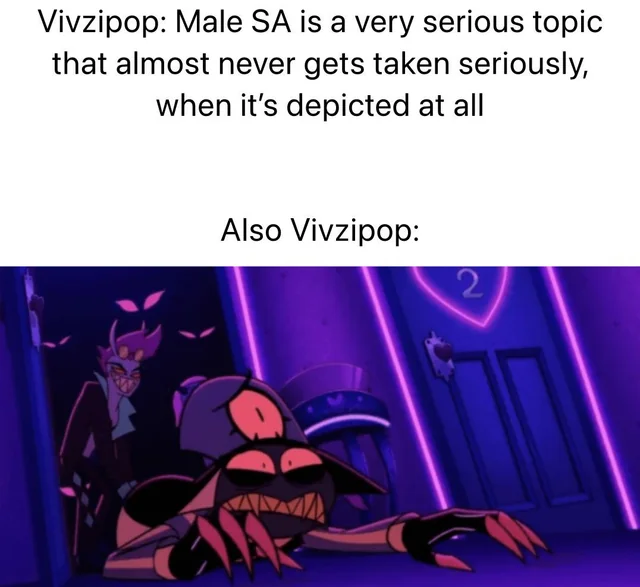 Vivzipop: Male SA is a very serious topic
that almost never gets taken seriously,
when it’s depicted at all
Also Vivzipop:
2